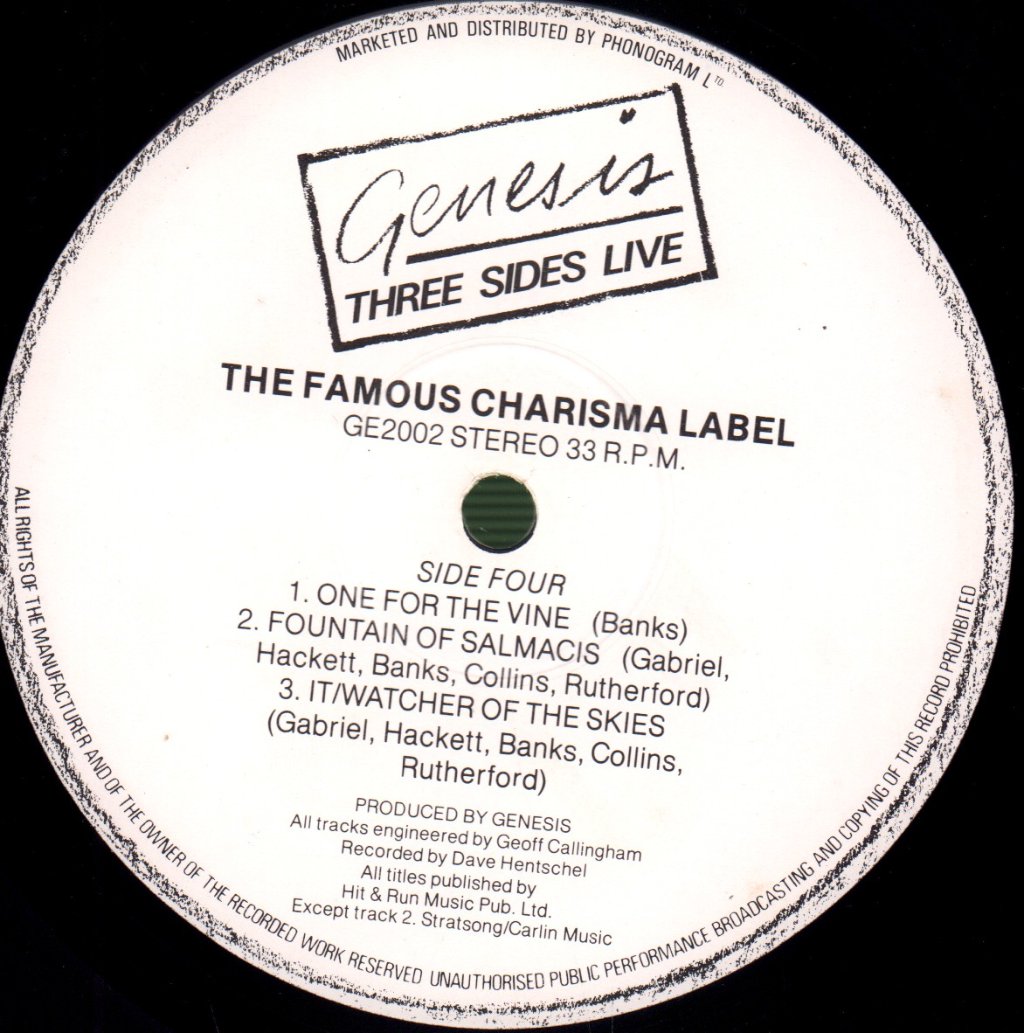 MARKETED AND DISTRIBUTED BY PHONOGRAM LTD.
Genesis
THREE SIDES LIVE
THE FAMOUS CHARISMA LABEL
GE2002 STEREO 33 R.P.M.
SIDE FOUR
1. ONE FOR THE VINE (Banks)
2. FOUNTAIN OF SALMACIS (Gabriel,
Hackett, Banks, Collins, Rutherford)
3. IT/WATCHER OF THE SKIES
(Gabriel, Hackett, Banks, Collins,
Rutherford)
PRODUCED BY GENESIS
All tracks engineered by Geoff Callingham
Recorded by Dave Hentschel
All titles published by
Hit & Run Music Pub. Ltd.
Except track 2. Stratsong/Carlin Music
ALL RIGHTS OF THE MANUFACTURER AND OF THE OWNER OF THE RECORDED WORK RESERVED UNAUTHORISED PUBLIC PERFORMANCE BROADCASTING AND COPYING OF THIS RECORD PROHIBITED